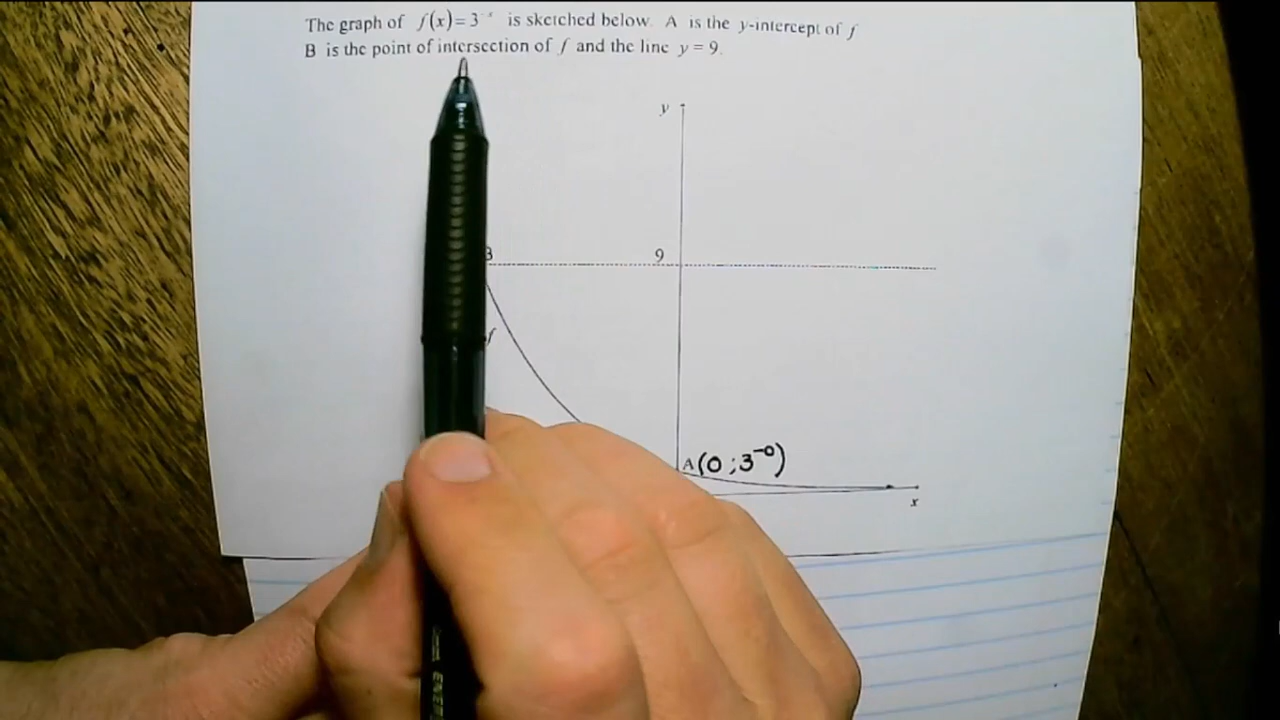 The graph of f(x)=3⁻ˣ is sketched below. A is the y-intercept of f
B is the point of intersection of f and the line y = 9.
y
B
9
f
A (0 ; 3⁻⁰)
x